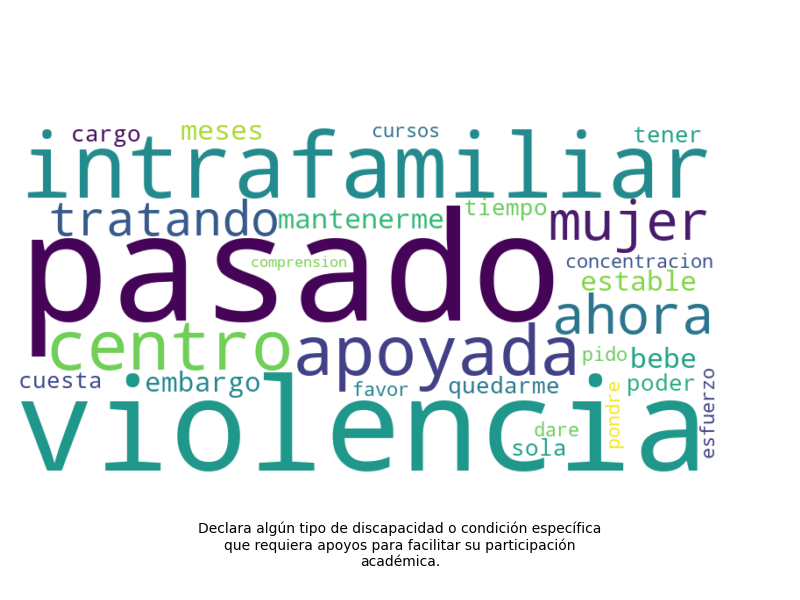 cargo meses cursos tener
intrafamiliar
tratando mantenerme tiempo mujer
pasado
comprension concentracion
estable
ahora
centro apoyada
pido bebe
cuesta embargo favor quedarme poder
violencia
dare
sola
pondre
esfuerzo
Declara algún tipo de discapacidad o condición específica
que requiera apoyos para facilitar su participación
académica.